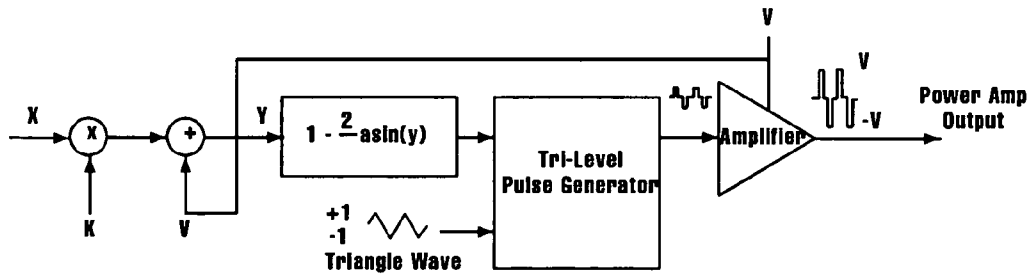 V
V
X
x
+
Y
1 - 2 asin(y)
Tri-Level
Pulse Generator
Amplifier
-V
Power Amp
Output
K
V
+1
-1
Triangle Wave